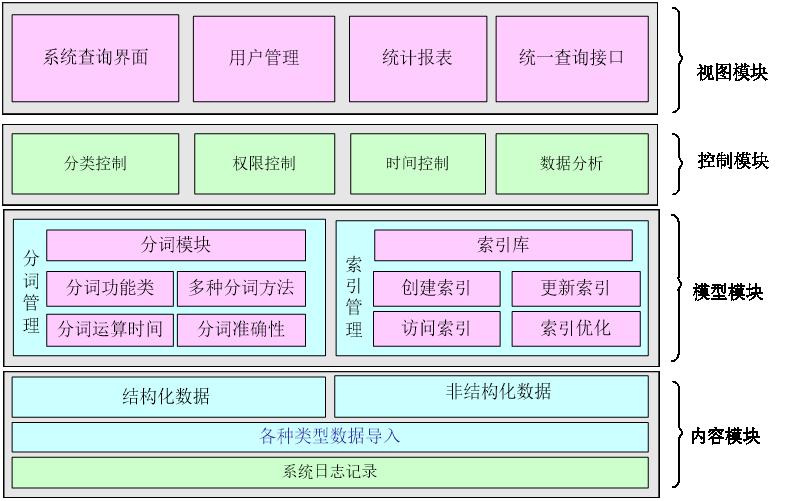 系统查询界面
用户管理
统计报表
统一查询接口
视图模块
分类控制
权限控制
时间控制
数据分析
控制模块
分词管理
分词模块
分词功能类
多种分词方法
分词运算时间
分词准确性
索引管理
索引库
创建索引
更新索引
访问索引
索引优化
模型模块
结构化数据
非结构化数据
各种类型数据导入
系统日志记录
内容模块